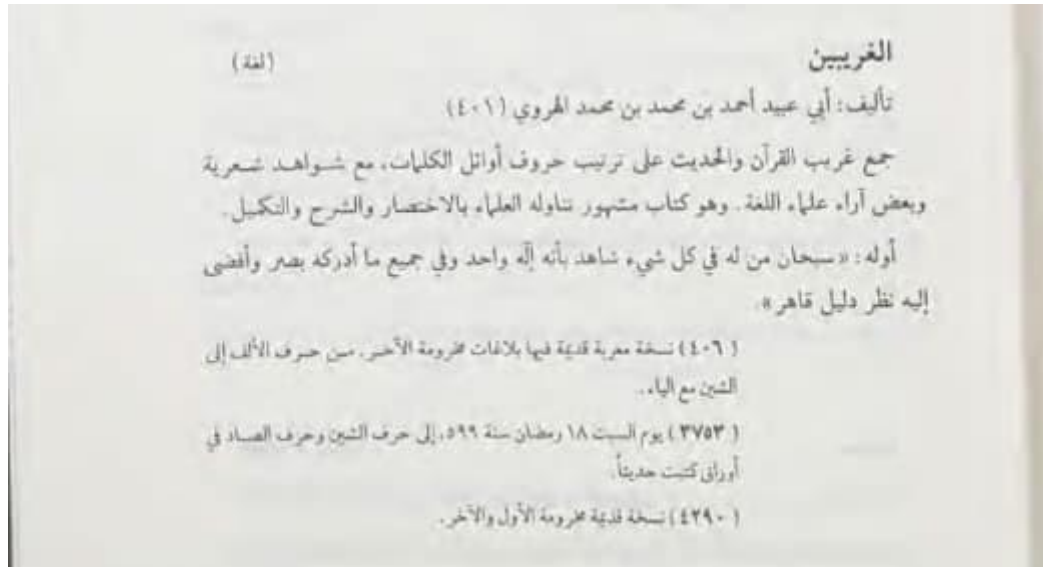 الغريبين (لغة)
تأليف: أبي عبيد أحمد بن محمد بن محمد الهروي (٤٠١)
جمع غريب القرآن والحديث على ترتيب حروف أوائل الكلمات، مع شواهد شعرية
وبعض آراء علماء اللغة. وهو كتاب مشهور تناوله العلماء بالاختصار والشرح والتكميل.
أوله: «سبحان من له في كل شيء شاهد بأنه إله واحد وفي جميع ما أدركه بصر وأفضى
إليه نظر دليل قاهر».
(٤٠٦) نسخة مغربة قديمة فيها بلاغات مخرومة الآخر، من حرف الألف إلى
الشين مع الياء.
(٣٧٥٣) يوم السبت ١٨ رمضان سنة ٥٩٩، إلى حرف الشين وحرف الصاد في
أوراق كتبت حديثاً.
(٤٢٩٠) نسخة قديمة مخرومة الأول والآخر.